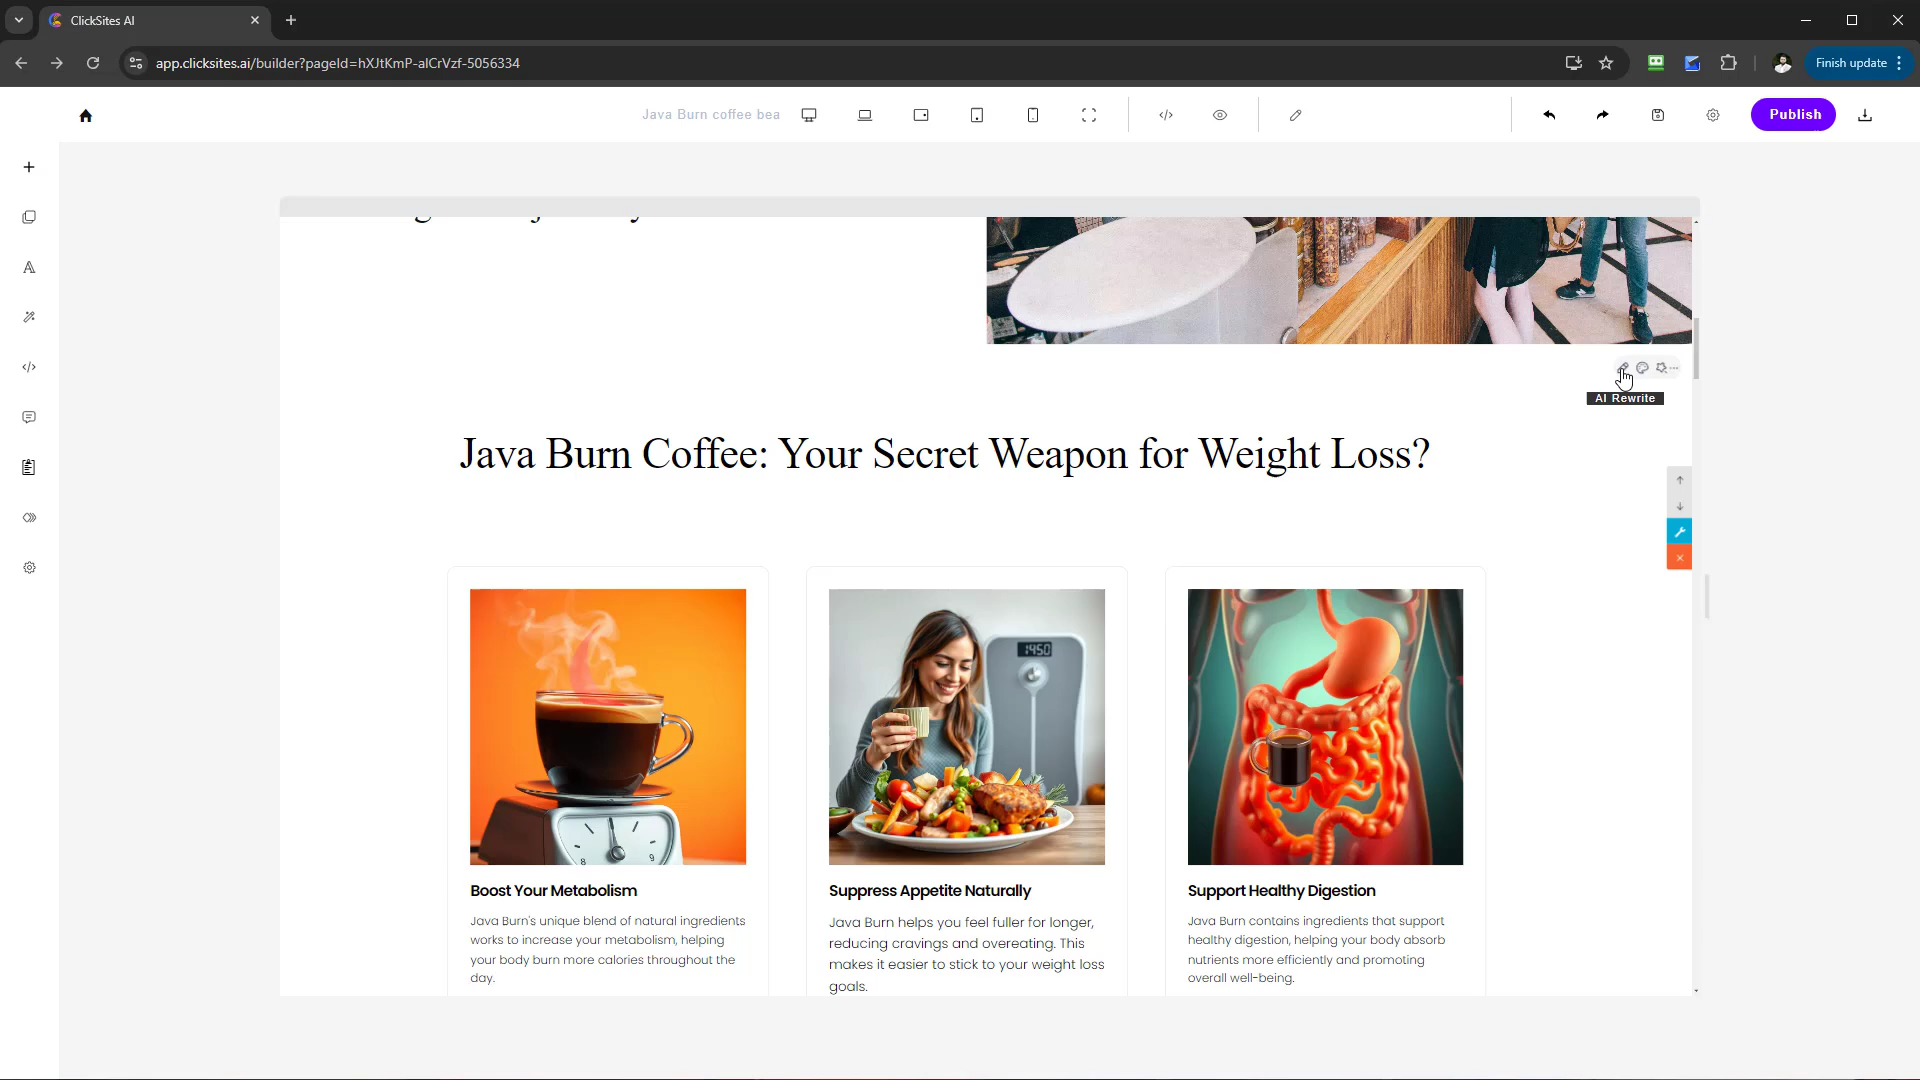 ClickSites AI
app.clicksites.ai/builder?pageId=hXJtKmP-alCrVzf-5056334
Finish update
Java Burn coffee bea
Publish
AI Rewrite
Java Burn Coffee: Your Secret Weapon for Weight Loss?
1450
8
9
Boost Your Metabolism
Java Burn's unique blend of natural ingredients
works to increase your metabolism, helping
your body burn more calories throughout the
day.
Suppress Appetite Naturally
Java Burn helps you feel fuller for longer,
reducing cravings and overeating. This
makes it easier to stick to your weight loss
goals.
Support Healthy Digestion
Java Burn contains ingredients that support
healthy digestion, helping your body absorb
nutrients more efficiently and promoting
overall well-being.